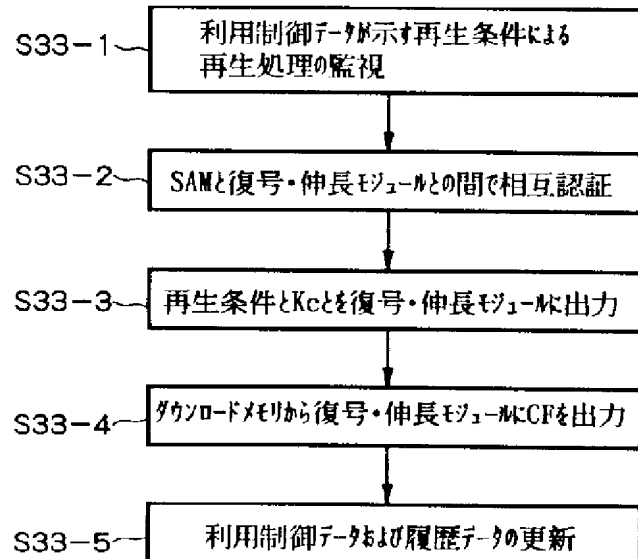 S33-1
利用制御データが示す再生条件による
再生処理の監視
S33-2
SAMと復号・伸長モジュールとの間で相互認証
S33-3
再生条件とKcとを復号・伸長モジュールに出力
S33-4
ダウンロードメモリから復号・伸長モジュールにCFを出力
S33-5
利用制御データおよび履歴データの更新